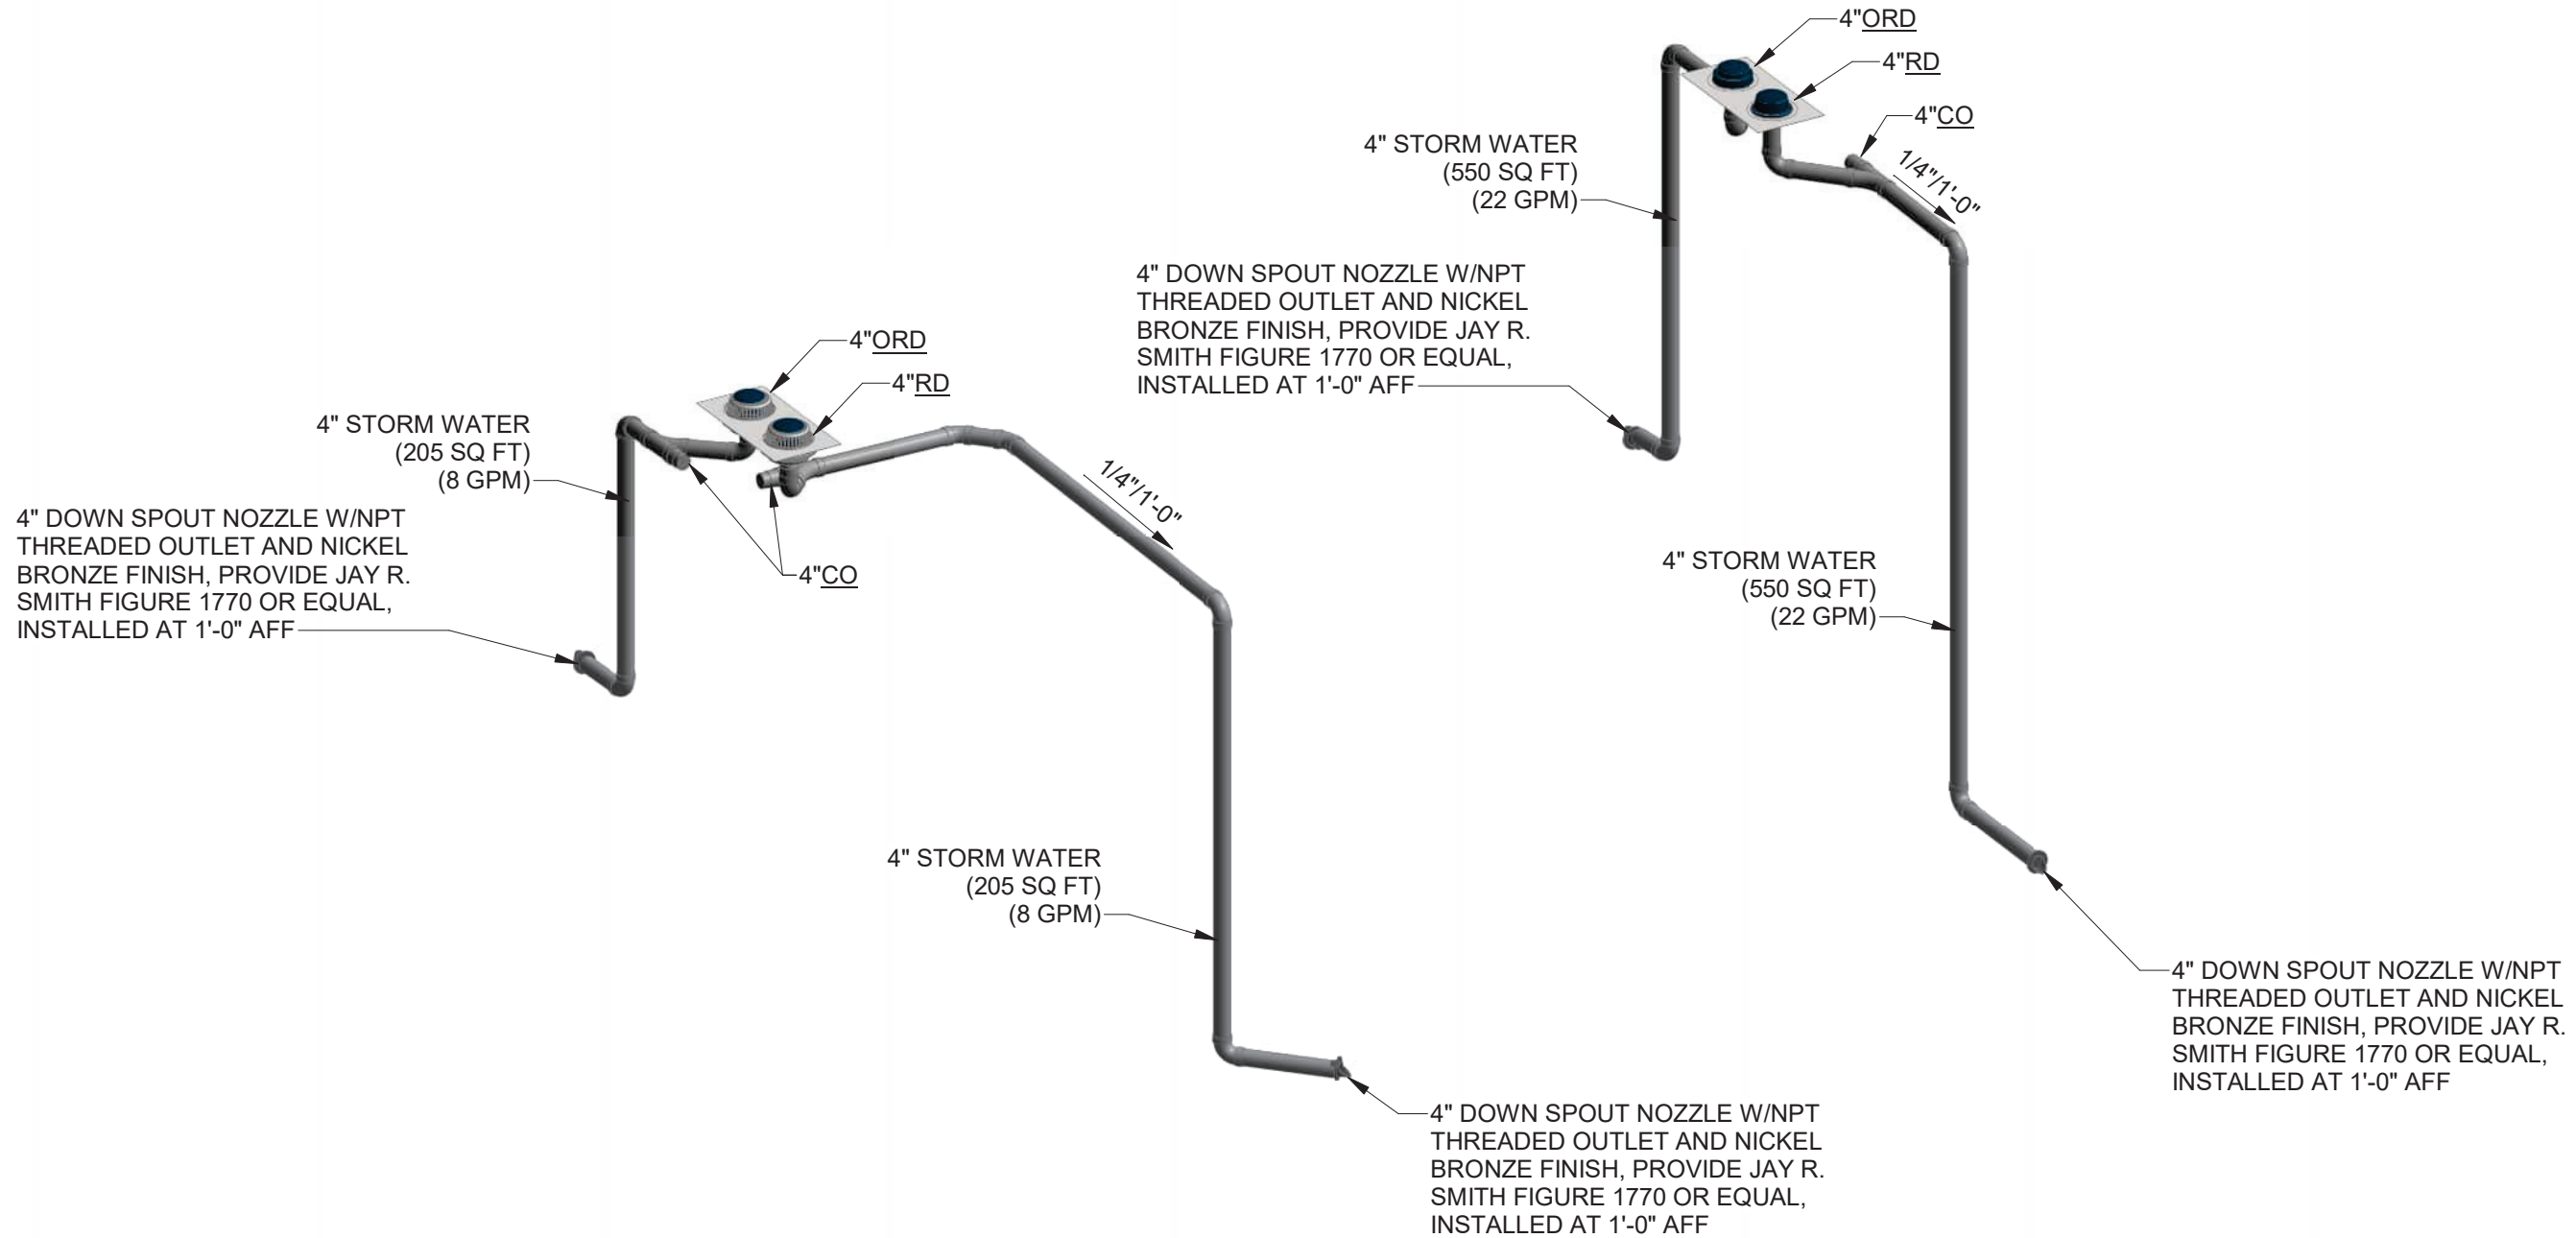 4"ORD
4"RD
4"CO
1/4"/1'-0"
4" STORM WATER
(550 SQ FT)
(22 GPM)
4" DOWN SPOUT NOZZLE W/NPT
THREADED OUTLET AND NICKEL
BRONZE FINISH, PROVIDE JAY R.
SMITH FIGURE 1770 OR EQUAL,
INSTALLED AT 1'-0" AFF
4"ORD
4"RD
4" STORM WATER
(205 SQ FT)
(8 GPM)
1/4"/1'-0"
4" DOWN SPOUT NOZZLE W/NPT
THREADED OUTLET AND NICKEL
BRONZE FINISH, PROVIDE JAY R.
SMITH FIGURE 1770 OR EQUAL,
INSTALLED AT 1'-0" AFF
4"CO
4" STORM WATER
(550 SQ FT)
(22 GPM)
4" STORM WATER
(205 SQ FT)
(8 GPM)
4" DOWN SPOUT NOZZLE W/NPT
THREADED OUTLET AND NICKEL
BRONZE FINISH, PROVIDE JAY R.
SMITH FIGURE 1770 OR EQUAL,
INSTALLED AT 1'-0" AFF
4" DOWN SPOUT NOZZLE W/NPT
THREADED OUTLET AND NICKEL
BRONZE FINISH, PROVIDE JAY R.
SMITH FIGURE 1770 OR EQUAL,
INSTALLED AT 1'-0" AFF